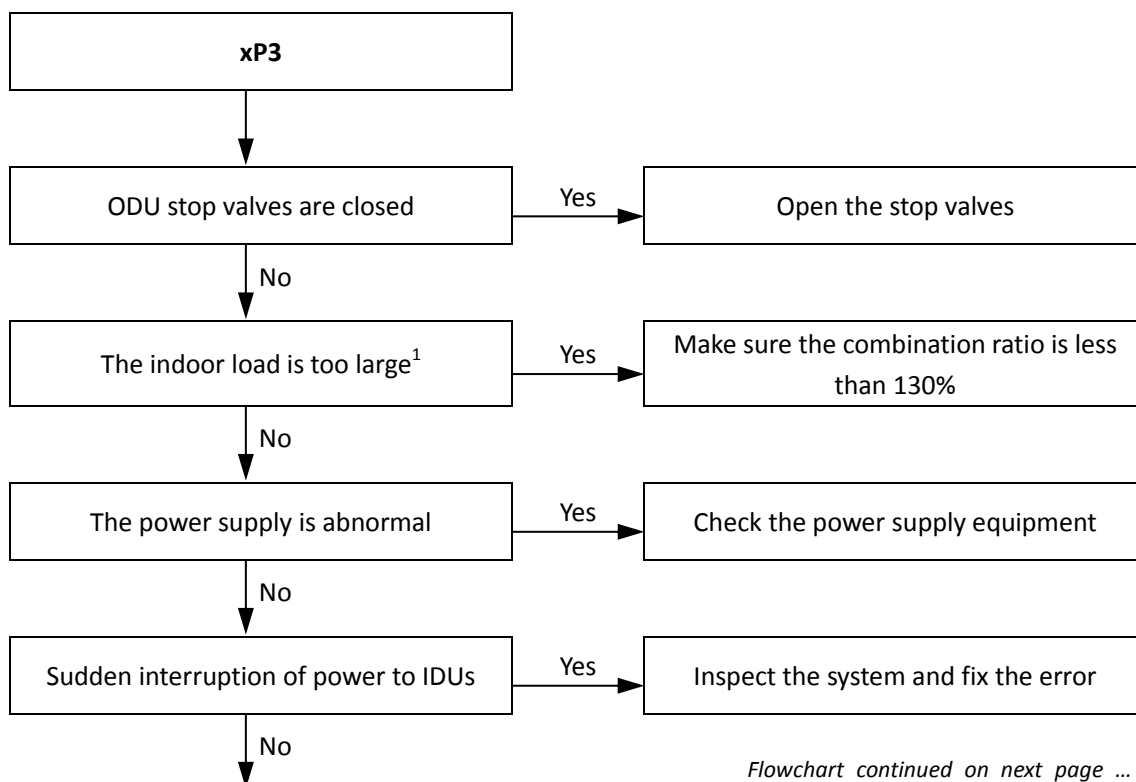 xP3
ODU stop valves are closed
Yes
Open the stop valves
No
The indoor load is too large1
Yes
Make sure the combination ratio is less
than 130%
No
The power supply is abnormal
Yes
Check the power supply equipment
No
Sudden interruption of power to IDUs
Yes
Inspect the system and fix the error
No
Flowchart continued on next page ...